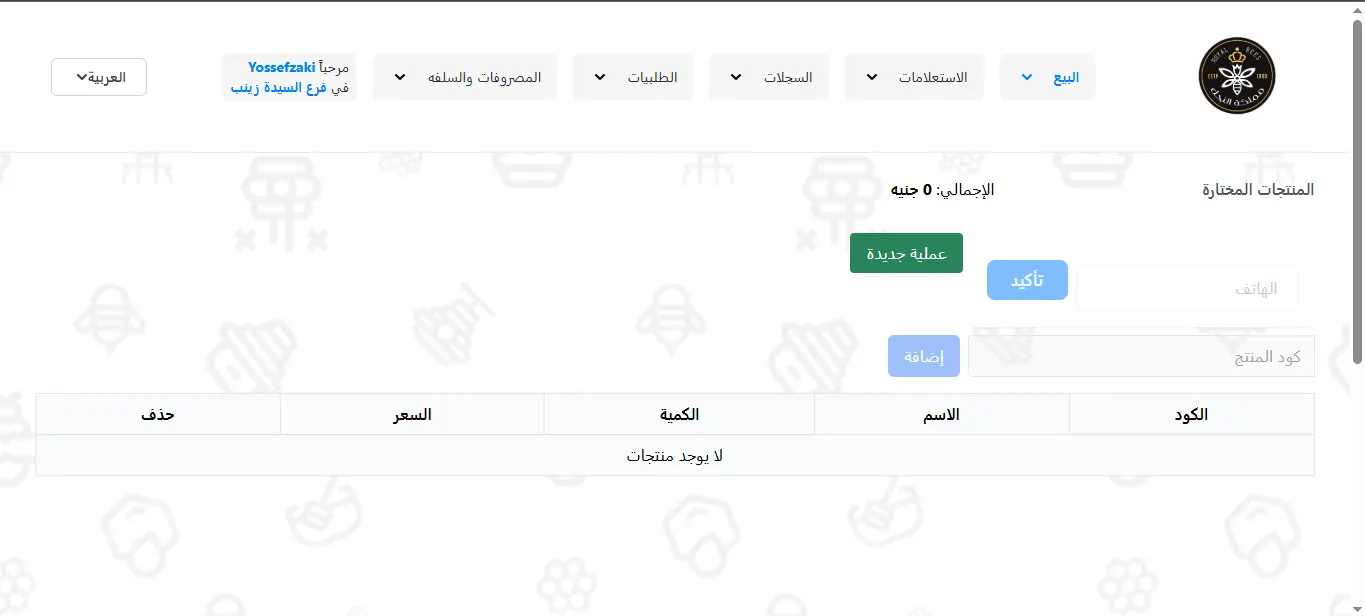 ROYAL BEES
ESTD 1990
مملكة النحل
البيع
الاستعلامات
السجلات
الطلبيات
المصروفات والسلفه
مرحباً Yossefzaki
في فرع السيدة زينب
العربية
المنتجات المختارة
الإجمالي: 0 جنيه
عملية جديدة
الهاتف
تأكيد
كود المنتج
إضافة
الكود الاسم الكمية السعر حذف
لا يوجد منتجات